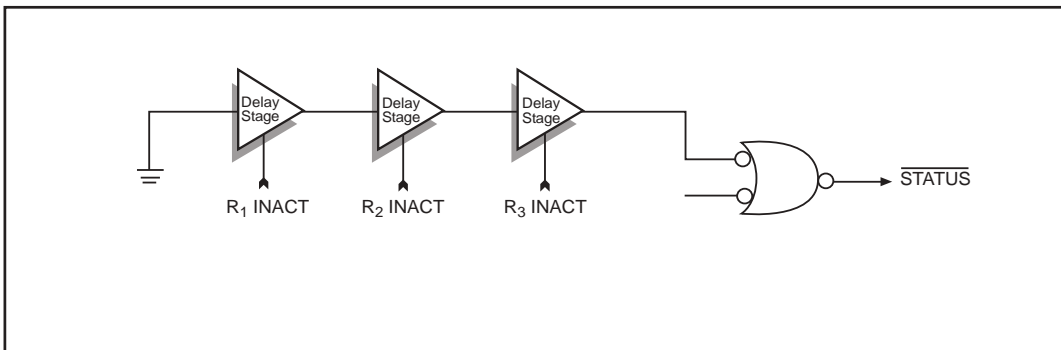 Delay
Stage
Delay
Stage
Delay
Stage
R₁ INACT
R₂ INACT
R₃ INACT
STATUS